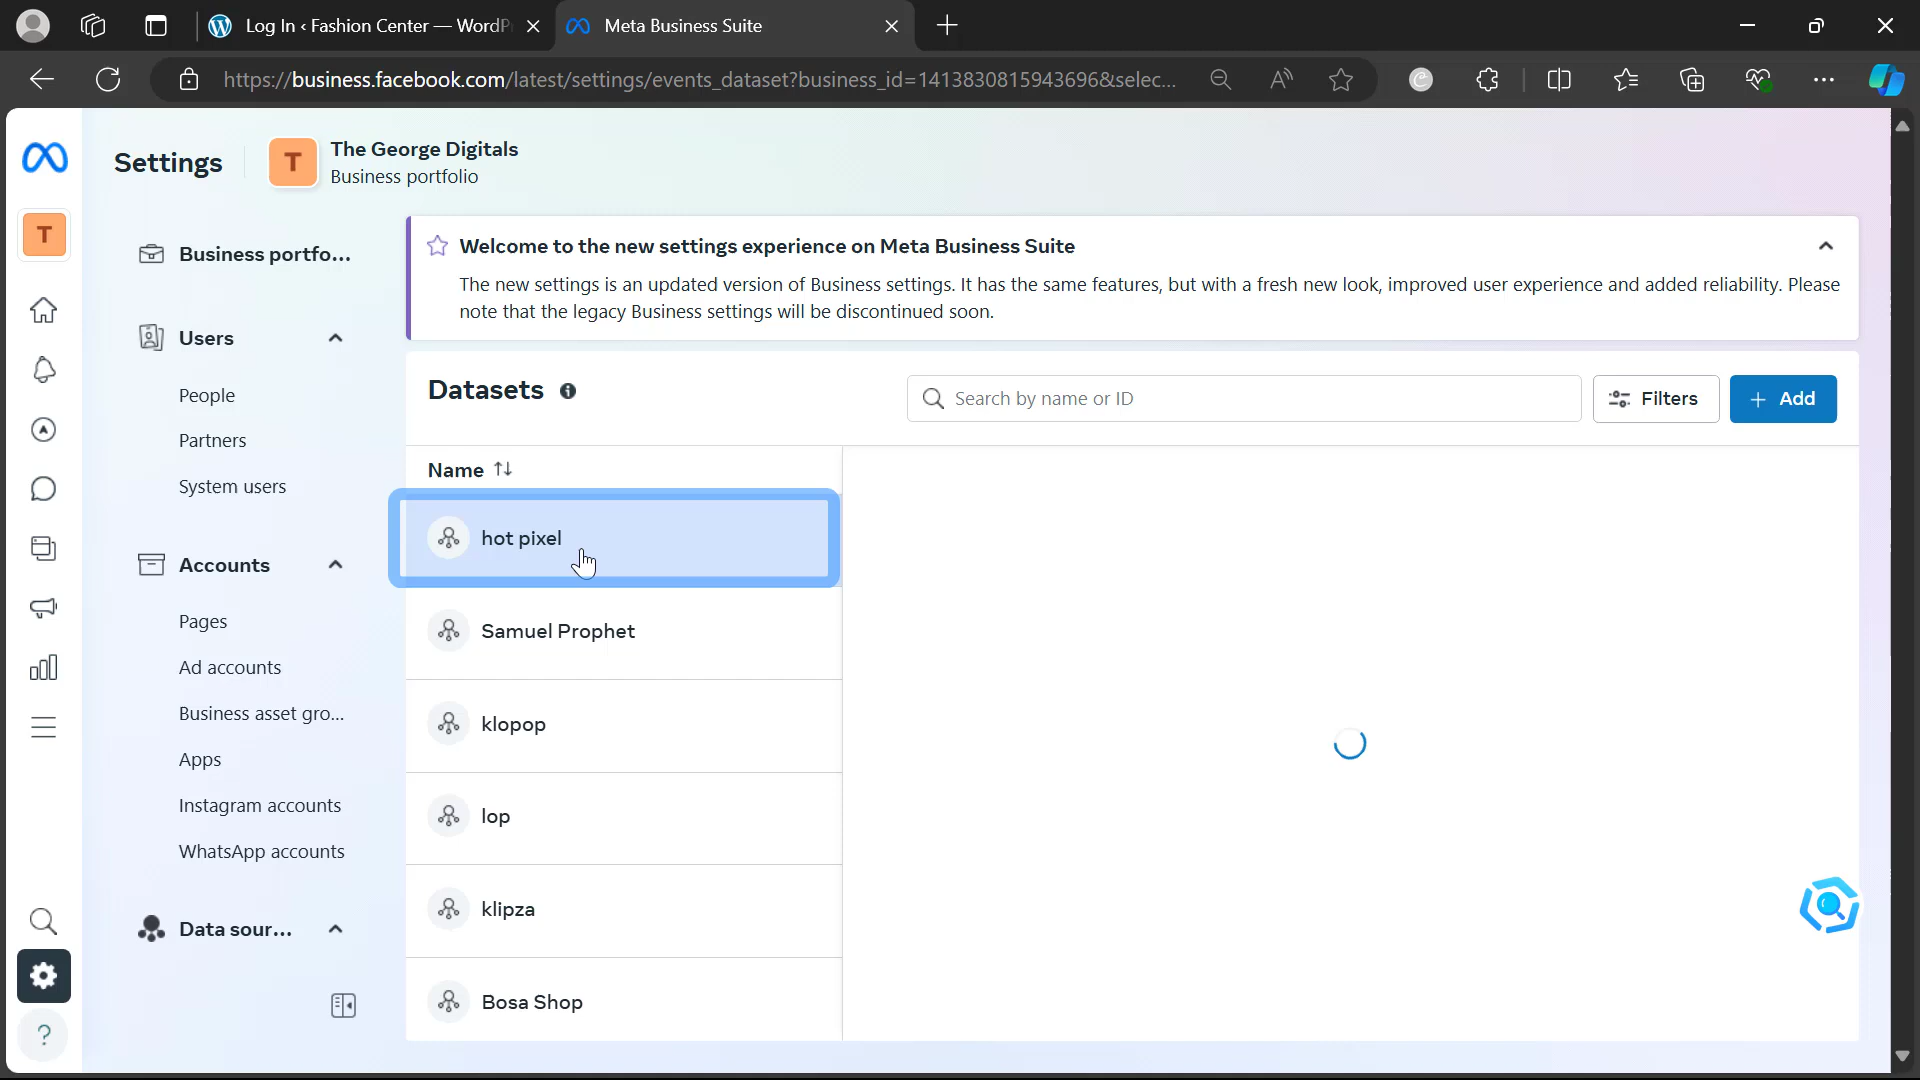 Log In ‹ Fashion Center — WordP
Meta Business Suite
https://business.facebook.com/latest/settings/events_dataset?business_id=1413830815943696&selec...
Settings
T
The George Digitals
Business portfolio
T
Business portfo...
Users
People
Partners
System users
Accounts
Pages
Ad accounts
Business asset gro...
Apps
Instagram accounts
WhatsApp accounts
Data sour...
?
Welcome to the new settings experience on Meta Business Suite
The new settings is an updated version of Business settings. It has the same features, but with a fresh new look, improved user experience and added reliability. Please
note that the legacy Business settings will be discontinued soon.
Datasets
Search by name or ID
Filters
+ Add
Name
hot pixel
Samuel Prophet
klopop
lop
klipza
Bosa Shop